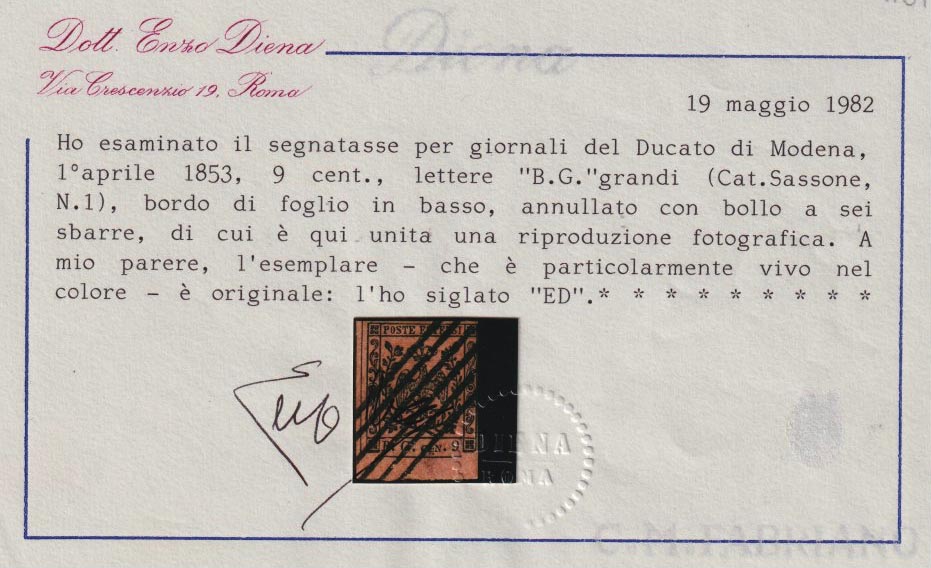 Dott. Enzo Diena
Via Crescenzio 19, Roma
Diena
19 maggio 1982
Ho esaminato il segnatasse per giornali del Ducato di Modena,
1°aprile 1853, 9 cent., lettere "B.G."grandi (Cat.Sassone,
N.1), bordo di foglio in basso, annullato con bollo a sei
sbarre, di cui è qui unita una riproduzione fotografica. A
mio parere, l'esemplare - che è particolarmente vivo nel
colore - è originale: l'ho siglato "ED".* * * * * * * * * *
POSTE
B. G. CEN. 9
DIENA
ROMA
C.M.FABRIANO